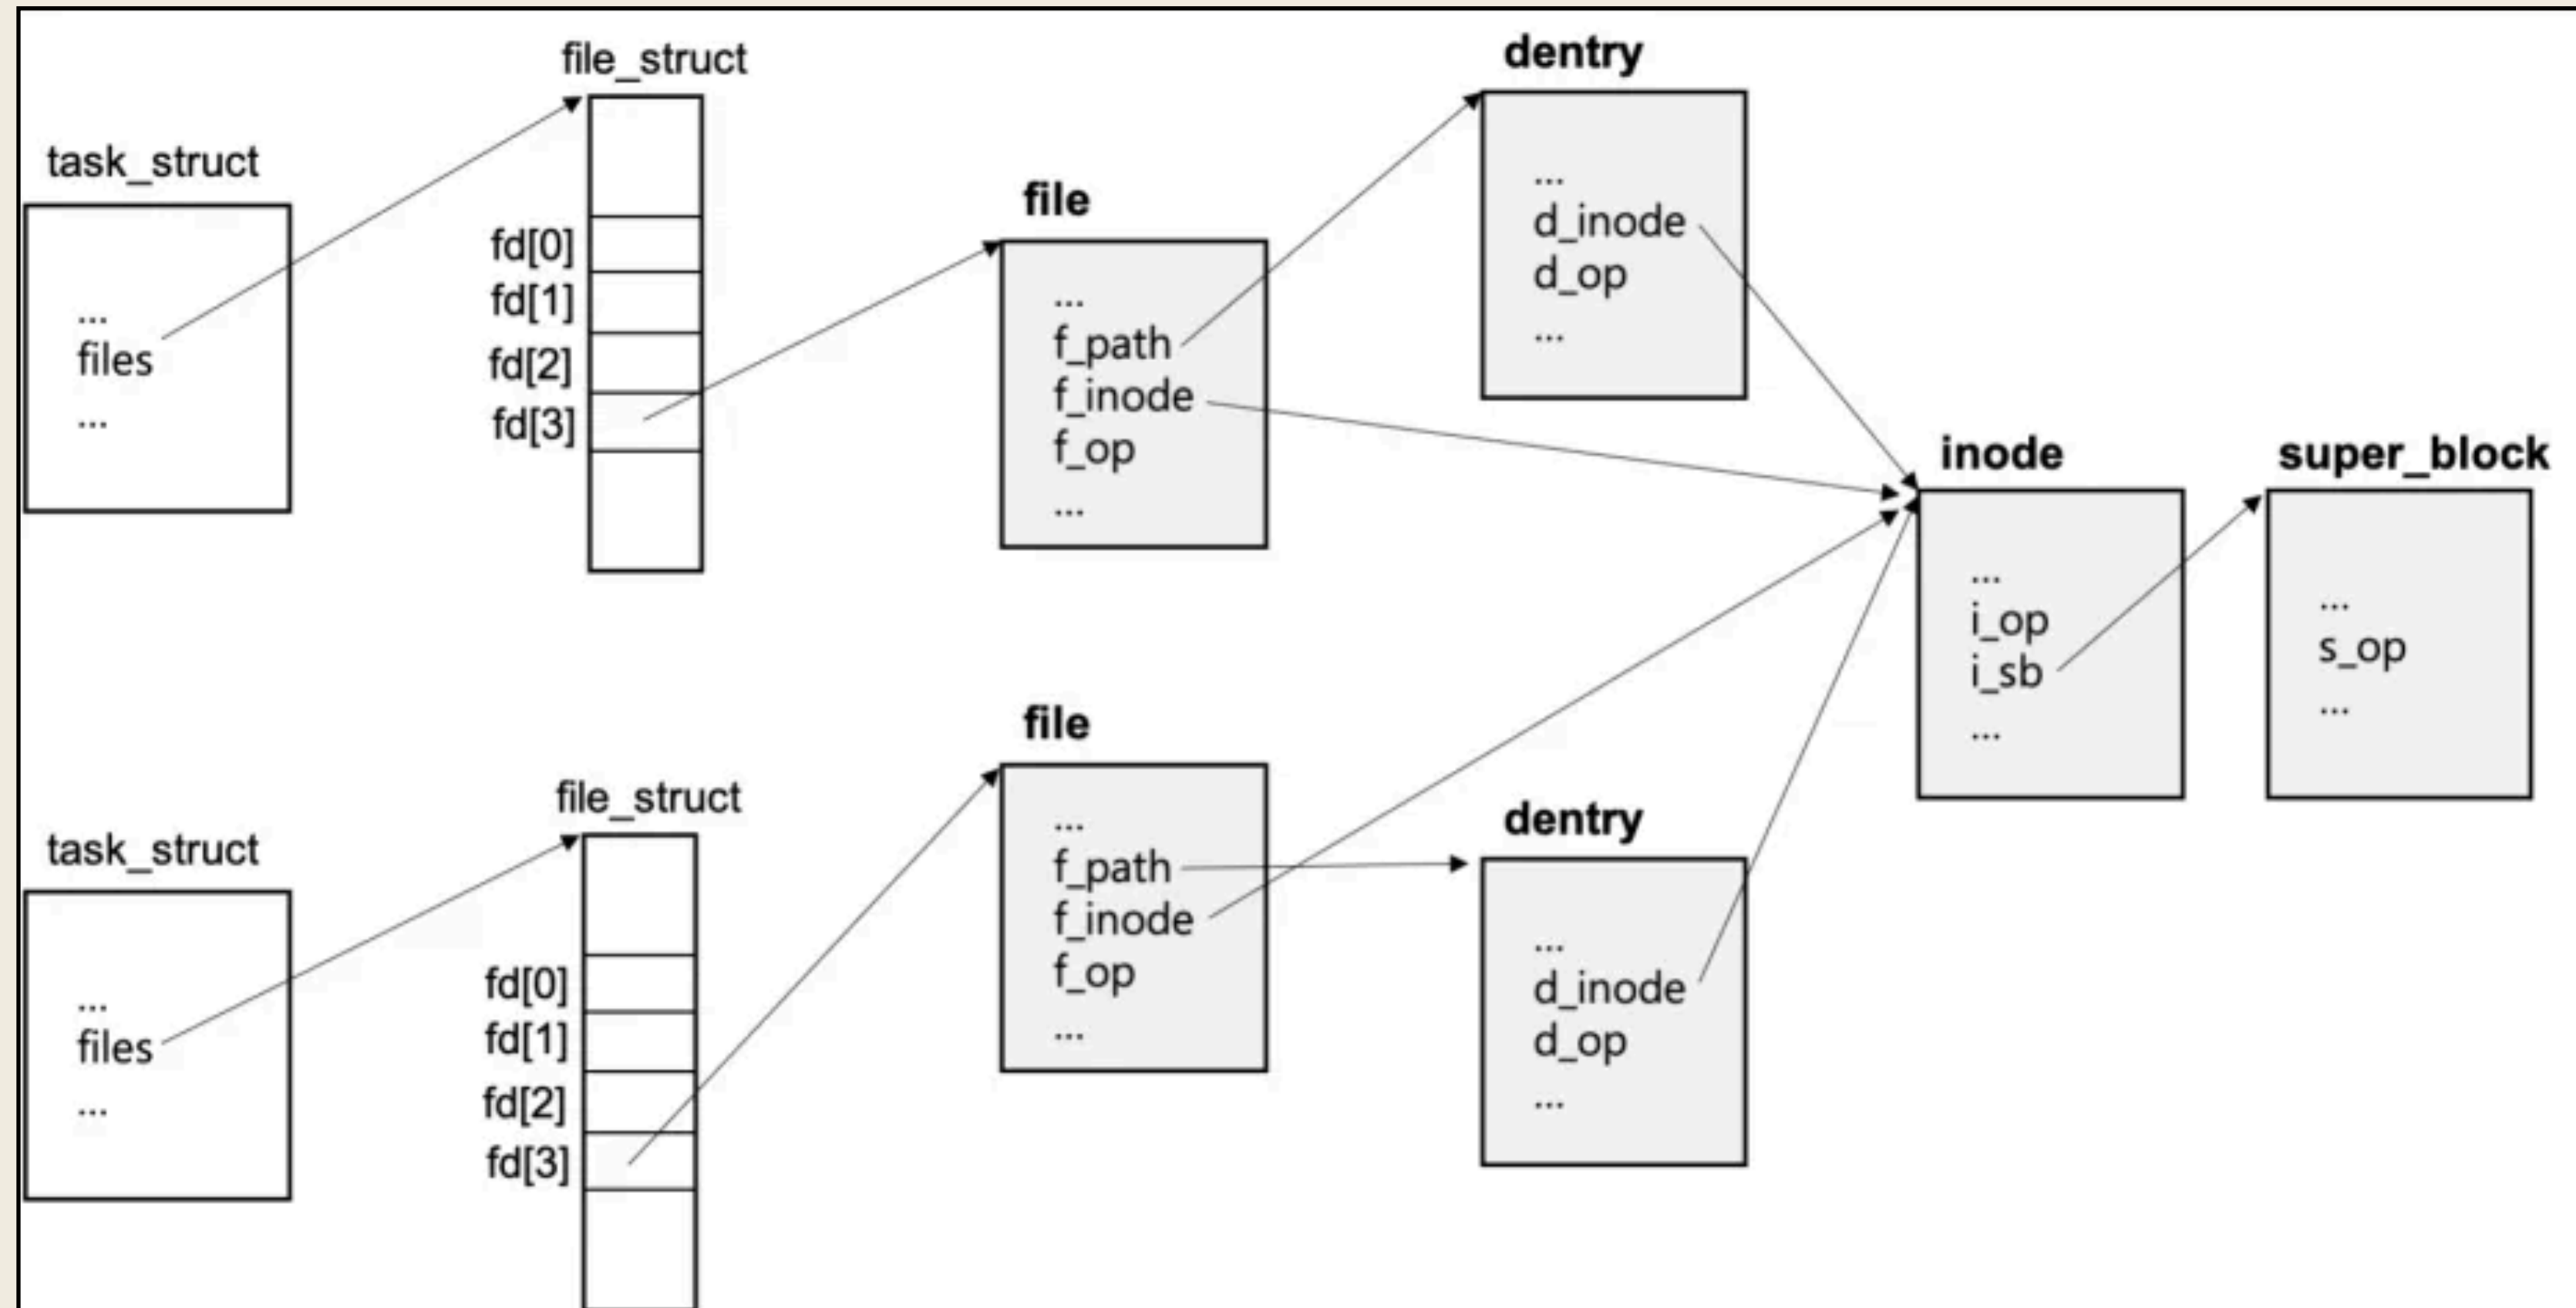 task_struct
...
files
...
file_struct
fd[0]
fd[1]
fd[2]
fd[3]
file
...
f_path
f_inode
f_op
...
dentry
...
d_inode
d_op
...
inode
...
i_op
i_sb
...
super_block
...
s_op
...
task_struct
...
files
...
file_struct
fd[0]
fd[1]
fd[2]
fd[3]
file
...
f_path
f_inode
f_op
...
dentry
...
d_inode
d_op
...